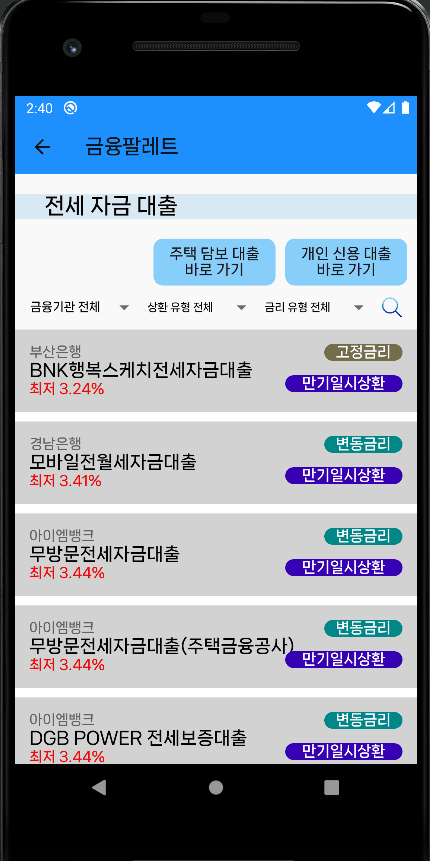 2:40
금융팔레트
전세 자금 대출
주택 담보 대출
바로 가기
개인 신용 대출
바로 가기
금융기관 전체
상환 유형 전체
금리 유형 전체
부산은행
고정금리
BNK행복스케치전세자금대출
최저 3.24%
만기일시상환
경남은행
변동금리
모바일전월세자금대출
최저 3.41%
만기일시상환
아이엠뱅크
변동금리
무방문전세자금대출
최저 3.44%
만기일시상환
아이엠뱅크
변동금리
무방문전세자금대출(주택금융공사)
최저 3.44%
만기일시상환
아이엠뱅크
변동금리
DGB POWER 전세보증대출
최저 3.44%
만기일시상환